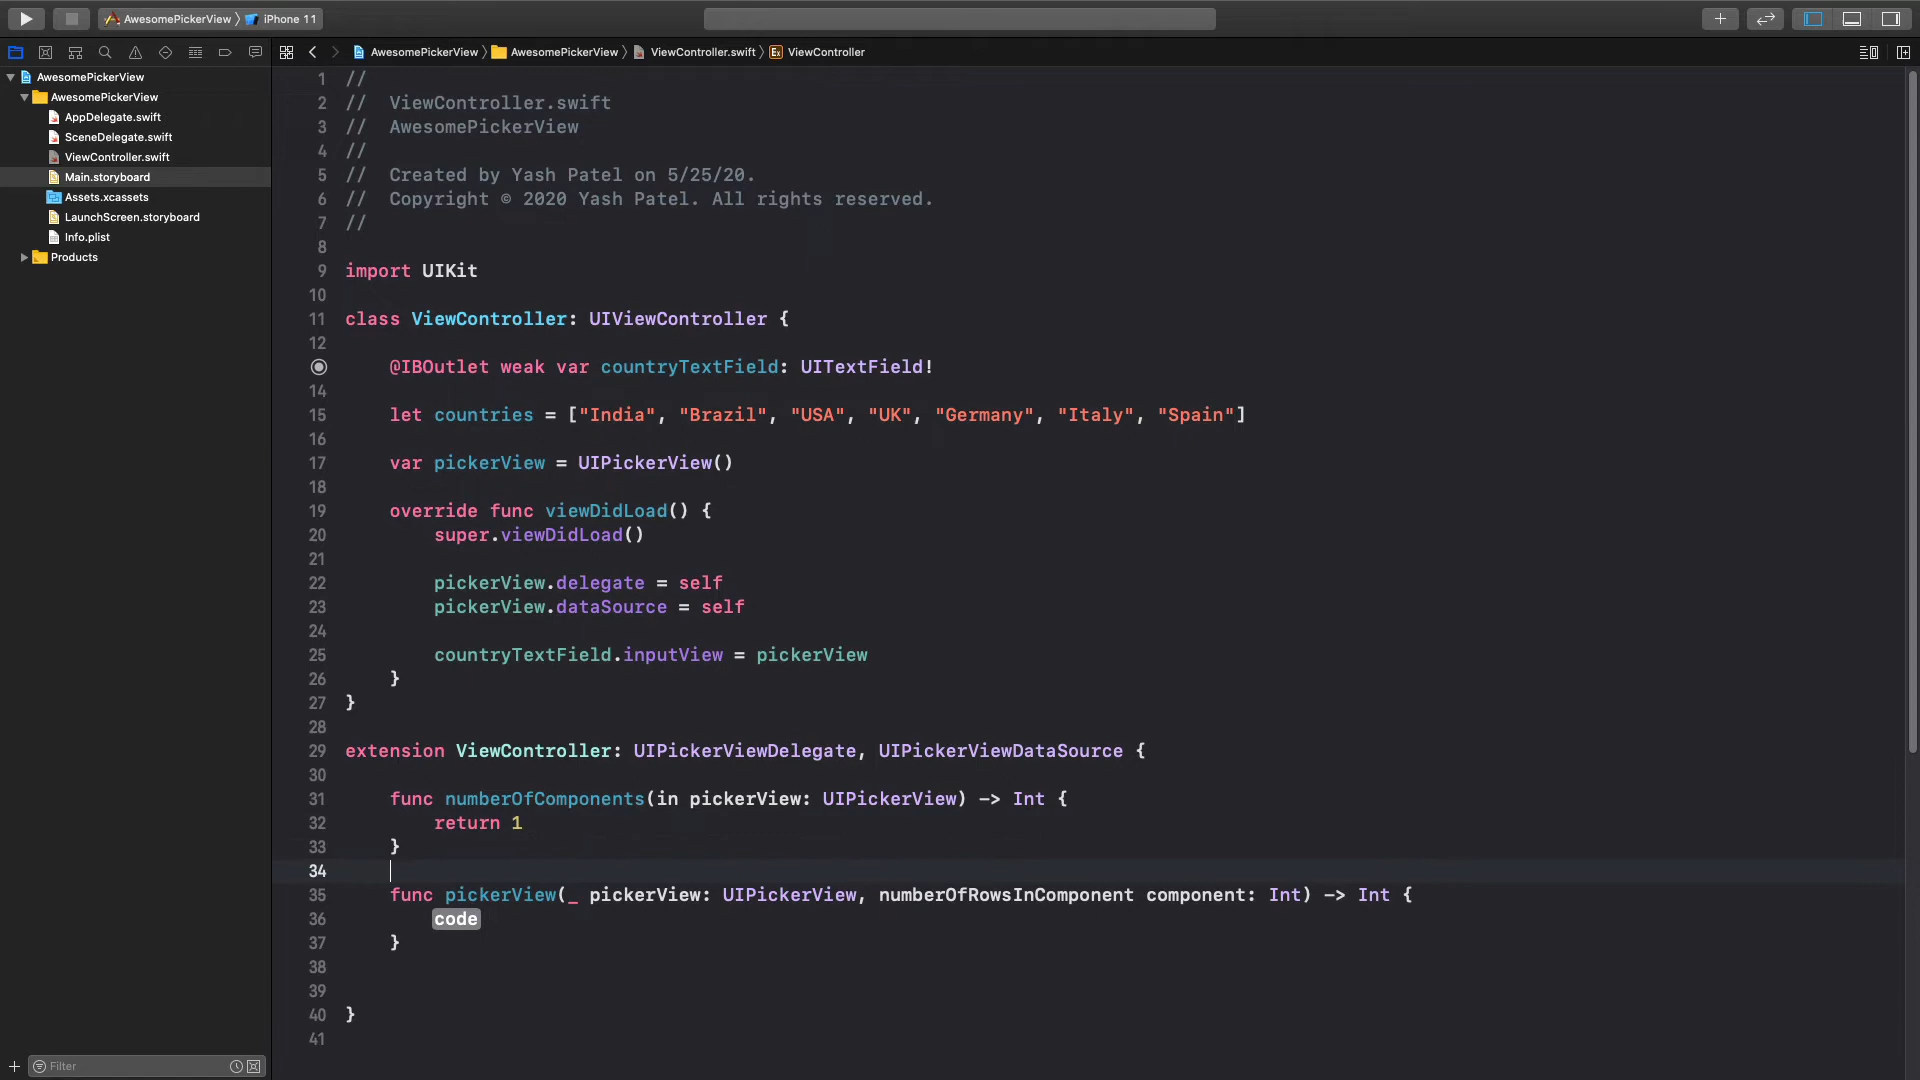 AwesomePickerView
iPhone 11
AwesomePickerView
AwesomePickerView
ViewController.swift
Ex
ViewController
AwesomePickerView
AwesomePickerView
AppDelegate.swift
SceneDelegate.swift
ViewController.swift
Main.storyboard
Assets.xcassets
LaunchScreen.storyboard
Info.plist
Products
1 //
2 //  ViewController.swift
3 //  AwesomePickerView
4 //
5 //  Created by Yash Patel on 5/25/20.
6 //  Copyright © 2020 Yash Patel. All rights reserved.
7 //
8
9 import UIKit
10
11 class ViewController: UIViewController {
12
    @IBOutlet weak var countryTextField: UITextField!
14
15     let countries = ["India", "Brazil", "USA", "UK", "Germany", "Italy", "Spain"]
16
17     var pickerView = UIPickerView()
18
19     override func viewDidLoad() {
20         super.viewDidLoad()
21
22         pickerView.delegate = self
23         pickerView.dataSource = self
24
25         countryTextField.inputView = pickerView
26     }
27 }
28
29 extension ViewController: UIPickerViewDelegate, UIPickerViewDataSource {
30
31     func numberOfComponents(in pickerView: UIPickerView) -> Int {
32         return 1
33     }
34
35     func pickerView(_ pickerView: UIPickerView, numberOfRowsInComponent component: Int) -> Int {
36         code
37     }
38
39
40 }
41
Filter